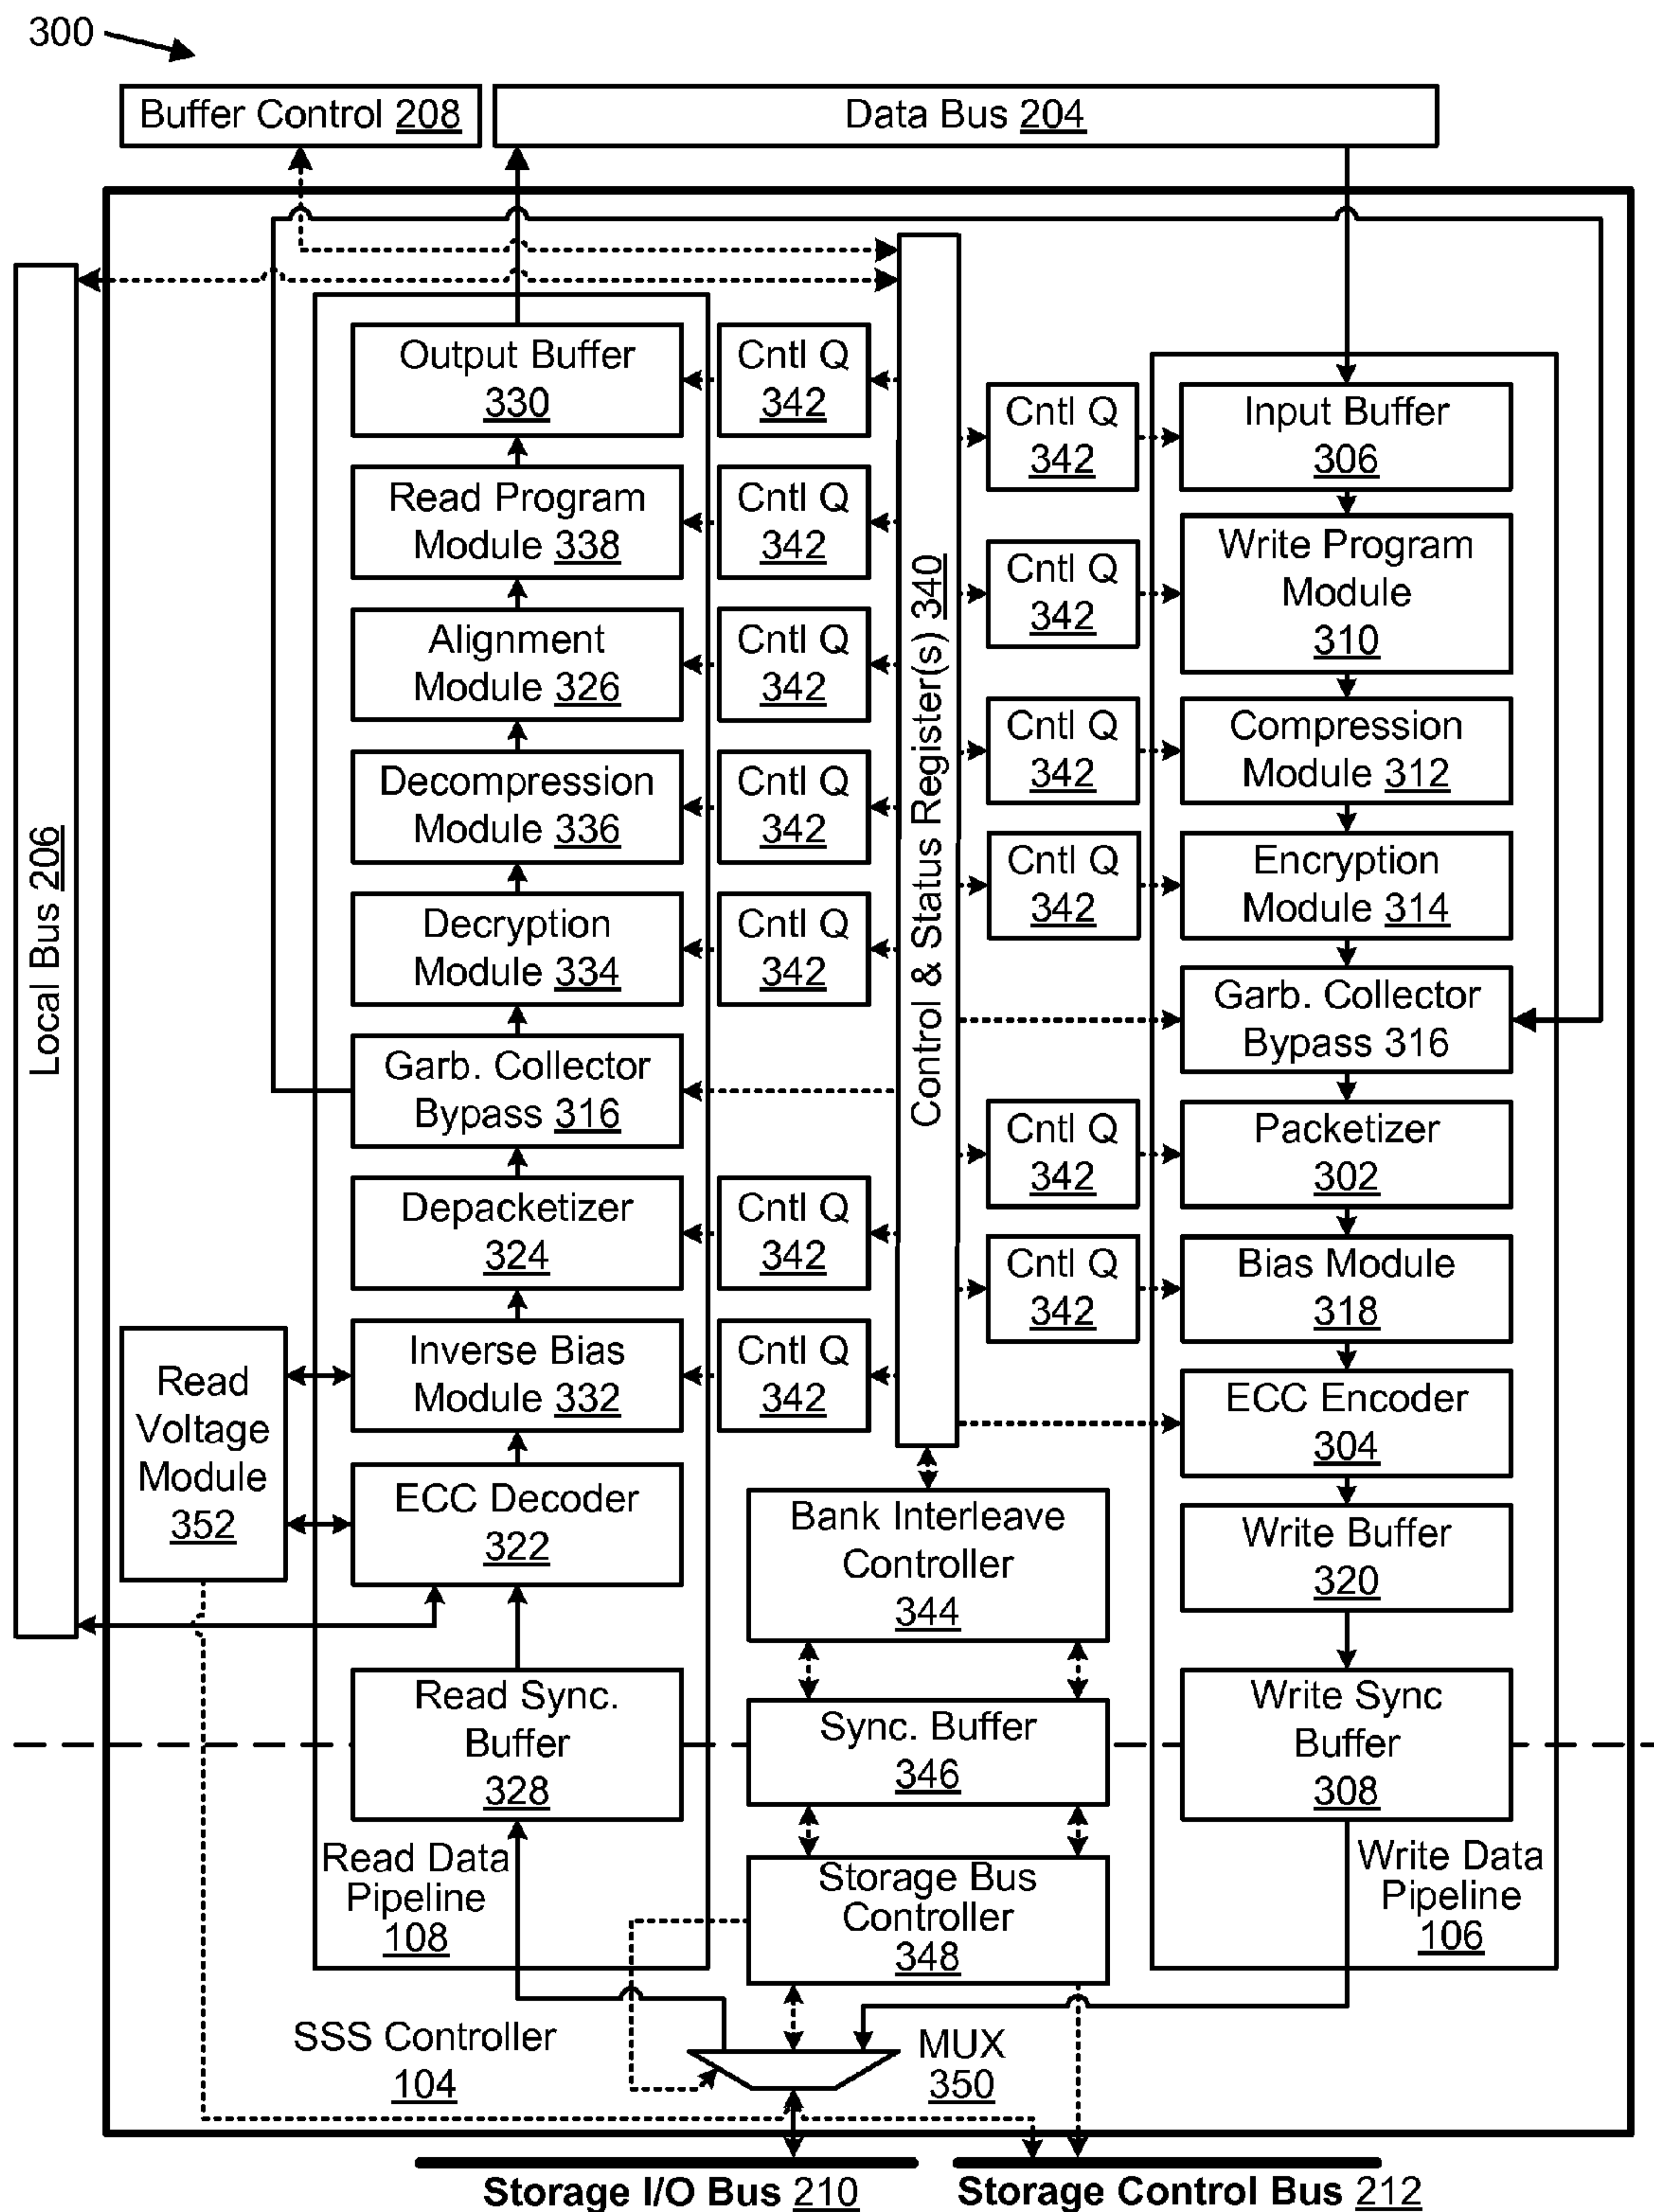 300
Buffer Control 208
Data Bus 204
Local Bus 206
Output Buffer
330
Read Program
Module 338
Alignment
Module 326
Decompression
Module 336
Decryption
Module 334
Garb. Collector
Bypass 316
Depacketizer
324
Inverse Bias
Module 332
ECC Decoder
322
Read Sync.
Buffer
328
Read Data
Pipeline
108
Read
Voltage
Module
352
Cntl Q
342
Cntl Q
342
Cntl Q
342
Cntl Q
342
Cntl Q
342
Cntl Q
342
Cntl Q
342
Control & Status Register(s) 340
Cntl Q
342
Cntl Q
342
Cntl Q
342
Cntl Q
342
Cntl Q
342
Cntl Q
342
Input Buffer
306
Write Program
Module
310
Compression
Module 312
Encryption
Module 314
Garb. Collector
Bypass 316
Packetizer
302
Bias Module
318
ECC Encoder
304
Write Buffer
320
Write Sync
Buffer
308
Write Data
Pipeline
106
Bank Interleave
Controller
344
Sync. Buffer
346
Storage Bus
Controller
348
SSS Controller
104
MUX
350
Storage I/O Bus 210
Storage Control Bus 212